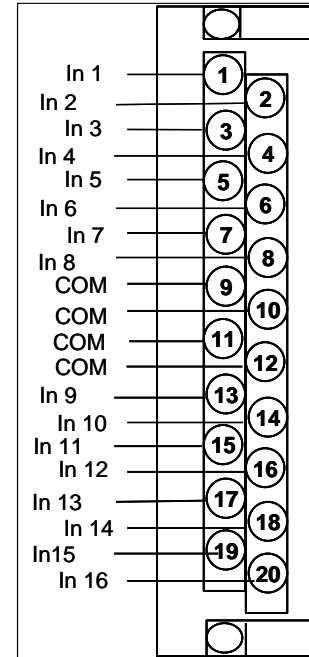 In 1 1
In 2 2
In 3 3
In 4 4
In 5 5
In 6 6
In 7 7
In 8 8
COM 9
COM 10
COM 11
COM 12
In 9 13
In 10 14
In 11 15
In 12 16
In 13 17
In 14 18
In15 19
In 16 20